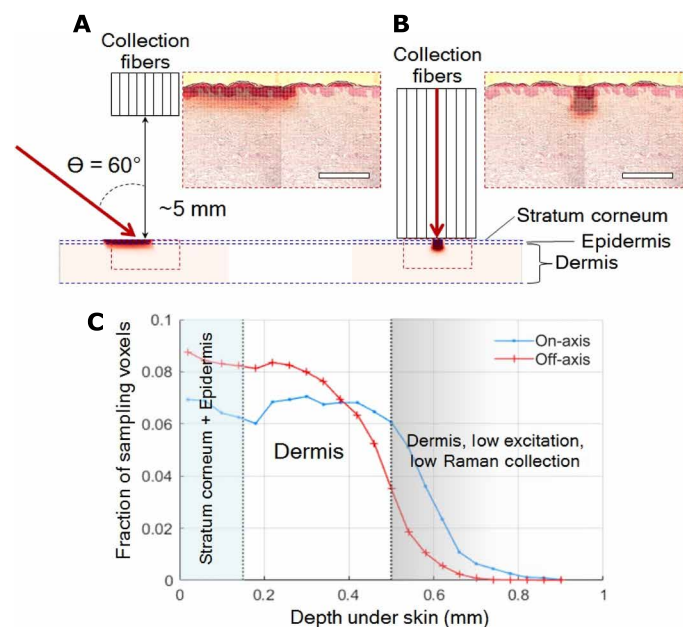 A
B
Collection
fibers
Collection
fibers
Ɵ = 60°
~5 mm
Stratum corneum
Epidermis
Dermis
C
0.1
0.08
0.06
0.04
0.02
0
Fraction of sampling voxels
Stratum corneum + Epidermis
Dermis
On-axis
Off-axis
Dermis, low excitation,
low Raman collection
0
0.2
0.4
0.6
0.8
1
Depth under skin (mm)